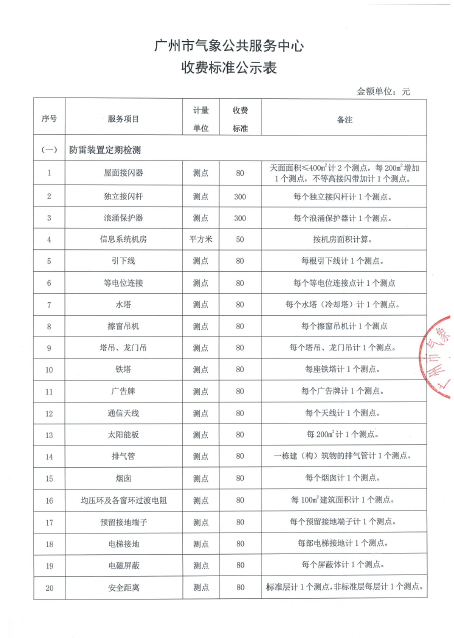 广州市气象公共服务中心
收费标准公示表
金额单位：元
序号 服务项目 计量单位 收费标准 备注
（一） 防雷装置定期检测
1 屋面接闪器 测点 80 天面面积≤400㎡计2个测点，每200㎡增加1个测点，不等高接闪带加计1个测点。
2 独立接闪杆 测点 300 每个独立接闪杆计1个测点。
3 浪涌保护器 测点 300 每个浪涌保护器计1个测点。
4 信息系统机房 平方米 50 按机房面积计算。
5 引下线 测点 80 每根引下线计1个测点。
6 等电位连接 测点 80 每个等电位连接点计1个测点
7 水塔 测点 80 每个水塔（冷却塔）计1个测点。
8 擦窗吊机 测点 80 每个擦窗吊机计1个测点
9 塔吊、龙门吊 测点 80 每个塔吊、龙门吊计1个测点。
10 铁塔 测点 80 每座铁塔计1个测点。
11 广告牌 测点 80 每个广告牌计1个测点。
12 通信天线 测点 80 每个天线计1个测点。
13 太阳能板 测点 80 每200㎡计1个测点。
14 排气管 测点 80 一栋建（构）筑物的排气管计1个测点。
15 烟囱 测点 80 每个烟囱计1个测点。
16 均压环及各窗环过渡电阻 测点 80 每100㎡建筑面积计1个测点。
17 预留接地端子 测点 80 每个预留接地端子计1个测点。
18 电梯接地 测点 80 每部电梯接地计1个测点。
19 电磁屏蔽 测点 80 每个屏蔽体计1个测点。
20 安全距离 测点 80 标准层计1个测点，非标准层每层计1个测点。
广州市气象